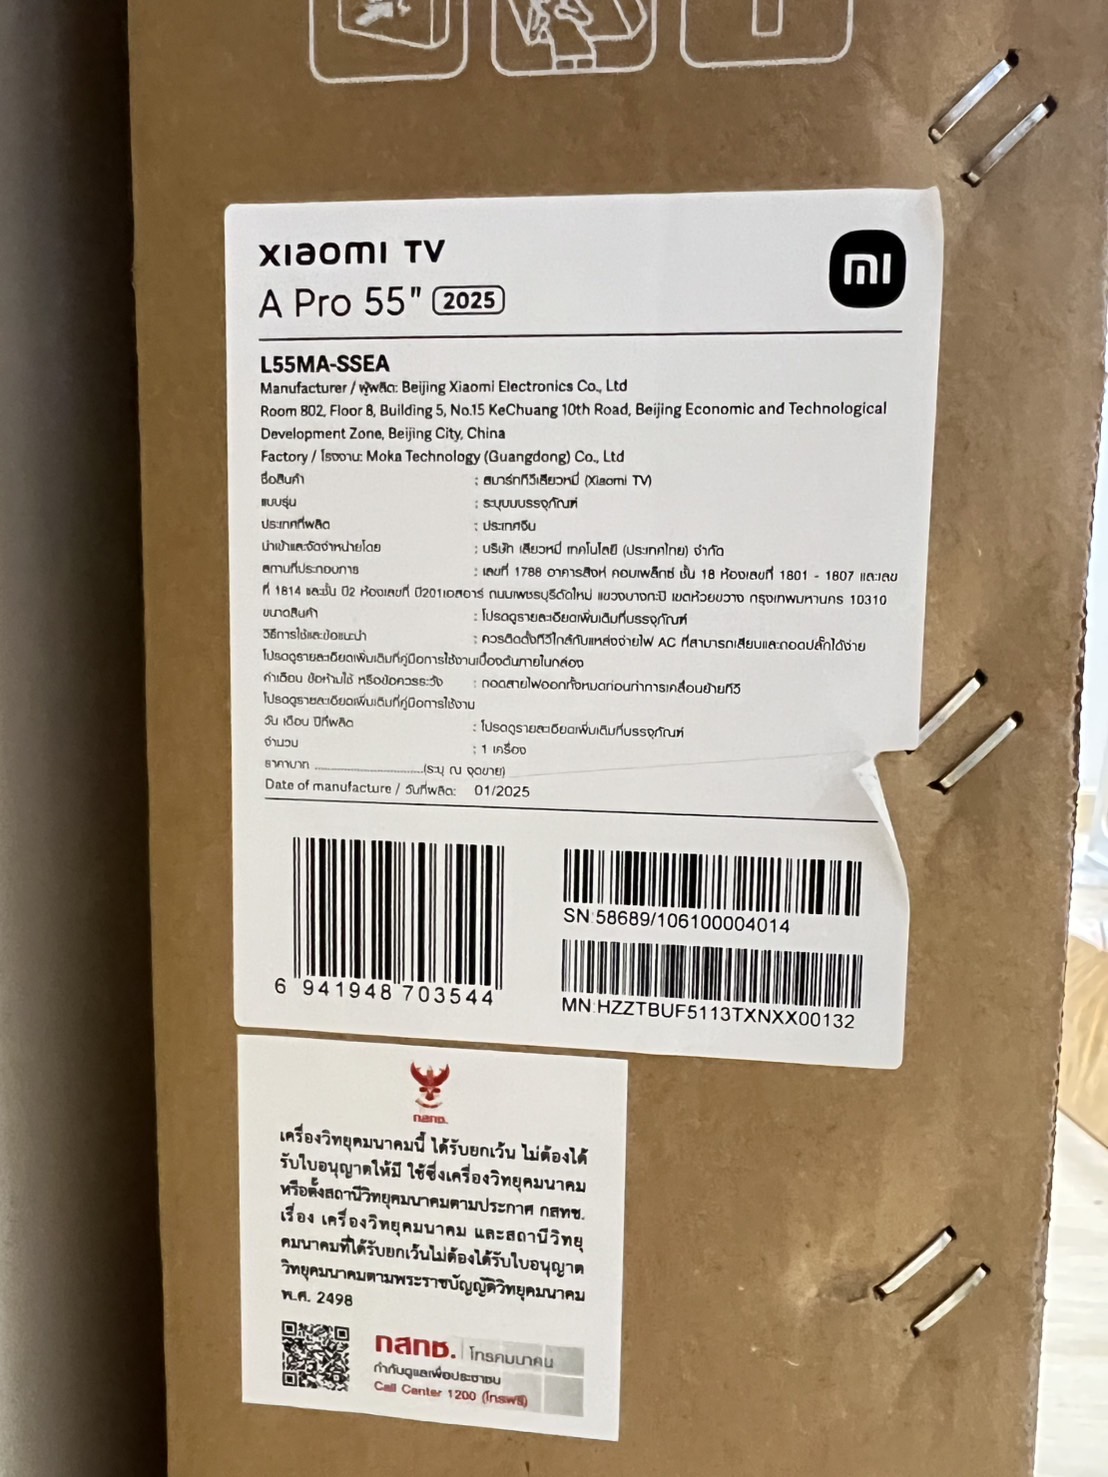 xiaomi TV
A Pro 55" 2025
mi
L55MA-SSEA
Manufacturer / ผู้ผลิต: Beijing Xiaomi Electronics Co., Ltd
Room 802, Floor 8, Building 5, No.15 KeChuang 10th Road, Beijing Economic and Technological
Development Zone, Beijing City, China
Factory / โรงงาน: Moka Technology (Guangdong) Co., Ltd
ชื่อสินค้า : สมาร์ททีวีเสียวหมี่ (Xiaomi TV)
แบบรุ่น : ระบุบนบรรจุภัณฑ์
ประเทศที่ผลิต : ประเทศจีน
นำเข้าและจัดจำหน่ายโดย : บริษัท เสียวหมี่ เทคโนโลยี (ประเทศไทย) จำกัด
สถานที่ประกอบการ : เลขที่ 1788 อาคารสิงห์ คอมเพล็กซ์ ชั้น 18 ห้องเลขที่ 1801 - 1807 และเลข
ที่ 1814 และชั้น บี2 ห้องเลขที่ บี201เอสอาร์ ถนนเพชรบุรีตัดใหม่ แขวงบางกะปิ เขตห้วยขวาง กรุงเทพมหานคร 10310
ขนาดสินค้า : โปรดดูรายละเอียดเพิ่มเติมที่บรรจุภัณฑ์
วิธีการใช้และข้อแนะนำ : ควรติดตั้งทีวีใกล้กับแหล่งจ่ายไฟ AC ที่สามารถเสียบและถอดปลั๊กได้ง่าย
โปรดดูรายละเอียดเพิ่มเติมที่คู่มือการใช้งานเบื้องต้นภายในกล่อง
คำเตือน ข้อห้ามใช้ หรือข้อควรระวัง : ถอดสายไฟออกทั้งหมดก่อนทำการเคลื่อนย้ายทีวี
โปรดดูรายละเอียดเพิ่มเติมที่คู่มือการใช้งาน
วัน เดือน ปีที่ผลิต : โปรดดูรายละเอียดเพิ่มเติมที่บรรจุภัณฑ์
จำนวน : 1 เครื่อง
ราคาบาท ..............................(ระบุ ณ จุดขาย)
Date of manufacture / วันที่ผลิต: 01/2025
SN:58689/106100004014
6 941948 703544
MN:HZZTBUF5113TXNXX00132
กสทช.
เครื่องวิทยุคมนาคมนี้ ได้รับยกเว้น ไม่ต้องได้
รับใบอนุญาตให้มี ใช้ซึ่งเครื่องวิทยุคมนาคม
หรือตั้งสถานีวิทยุคมนาคมตามประกาศ กสทช.
เรื่อง เครื่องวิทยุคมนาคม และสถานีวิทยุ
คมนาคมที่ได้รับยกเว้นไม่ต้องได้รับใบอนุญาต
วิทยุคมนาคมตามพระราชบัญญัติวิทยุคมนาคม
พ.ศ. 2498
กสทช. | โทรคมนาคม
กำกับดูแลเพื่อประชาชน
Call Center 1200 (โทรฟรี)